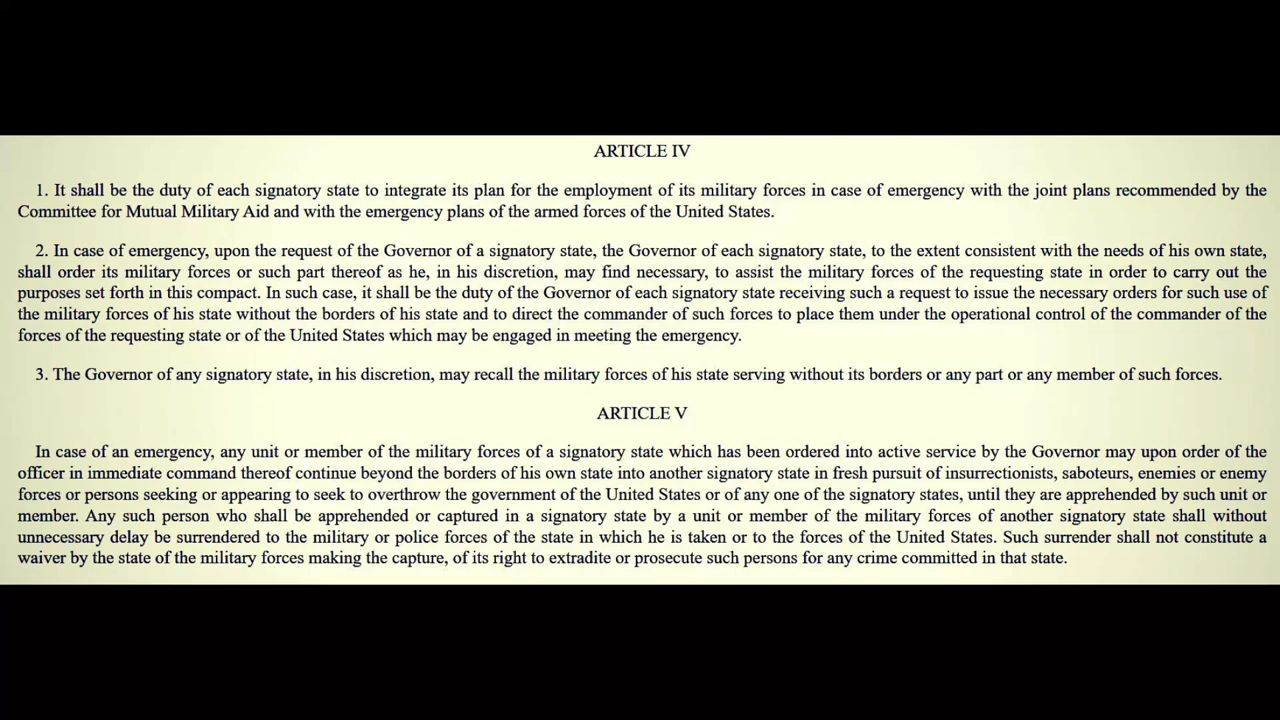 ARTICLE IV
1. It shall be the duty of each signatory state to integrate its plan for the employment of its military forces in case of emergency with the joint plans recommended by the
Committee for Mutual Military Aid and with the emergency plans of the armed forces of the United States.
2. In case of emergency, upon the request of the Governor of a signatory state, the Governor of each signatory state, to the extent consistent with the needs of his own state,
shall order its military forces or such part thereof as he, in his discretion, may find necessary, to assist the military forces of the requesting state in order to carry out the
purposes set forth in this compact. In such case, it shall be the duty of the Governor of each signatory state receiving such a request to issue the necessary orders for such use of
the military forces of his state without the borders of his state and to direct the commander of such forces to place them under the operational control of the commander of the
forces of the requesting state or of the United States which may be engaged in meeting the emergency.
3. The Governor of any signatory state, in his discretion, may recall the military forces of his state serving without its borders or any part or any member of such forces.
ARTICLE V
In case of an emergency, any unit or member of the military forces of a signatory state which has been ordered into active service by the Governor may upon order of the
officer in immediate command thereof continue beyond the borders of his own state into another signatory state in fresh pursuit of insurrectionists, saboteurs, enemies or enemy
forces or persons seeking or appearing to seek to overthrow the government of the United States or of any one of the signatory states, until they are apprehended by such unit or
member. Any such person who shall be apprehended or captured in a signatory state by a unit or member of the military forces of another signatory state shall without
unnecessary delay be surrendered to the military or police forces of the state in which he is taken or to the forces of the United States. Such surrender shall not constitute a
waiver by the state of the military forces making the capture, of its right to extradite or prosecute such persons for any crime committed in that state.